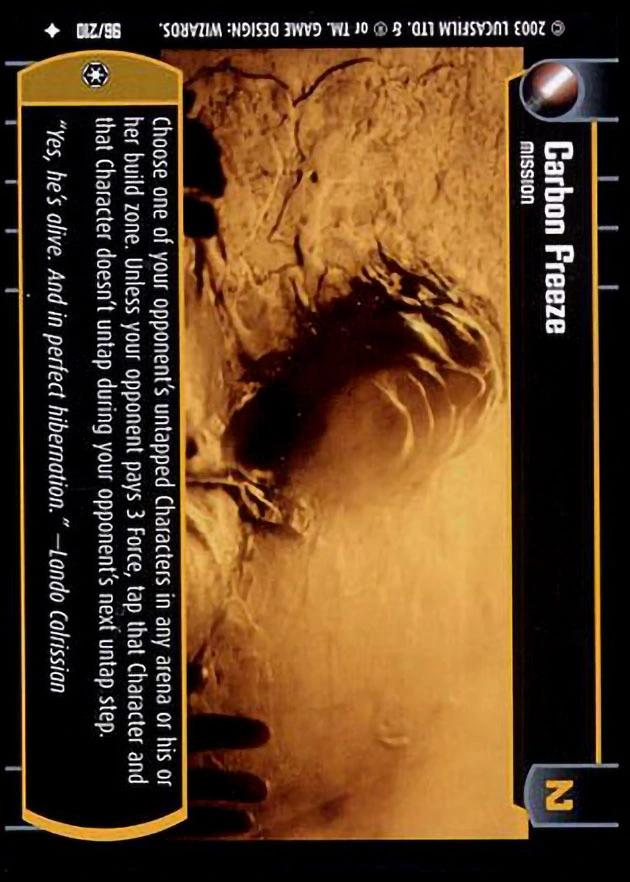 Carbon Freeze
MISSION
2
Choose one of your opponent's untapped Characters in any arena or his or
her build zone. Unless your opponent pays 3 Force, tap that Character and
that Character doesn't untap during your opponent's next untap step.
"Yes, he's alive. And in perfect hibernation." –Lando Calrissian
© 2003 LUCASFILM LTD. & ® or TM. GAME DESIGN: WIZARDS.
96/210